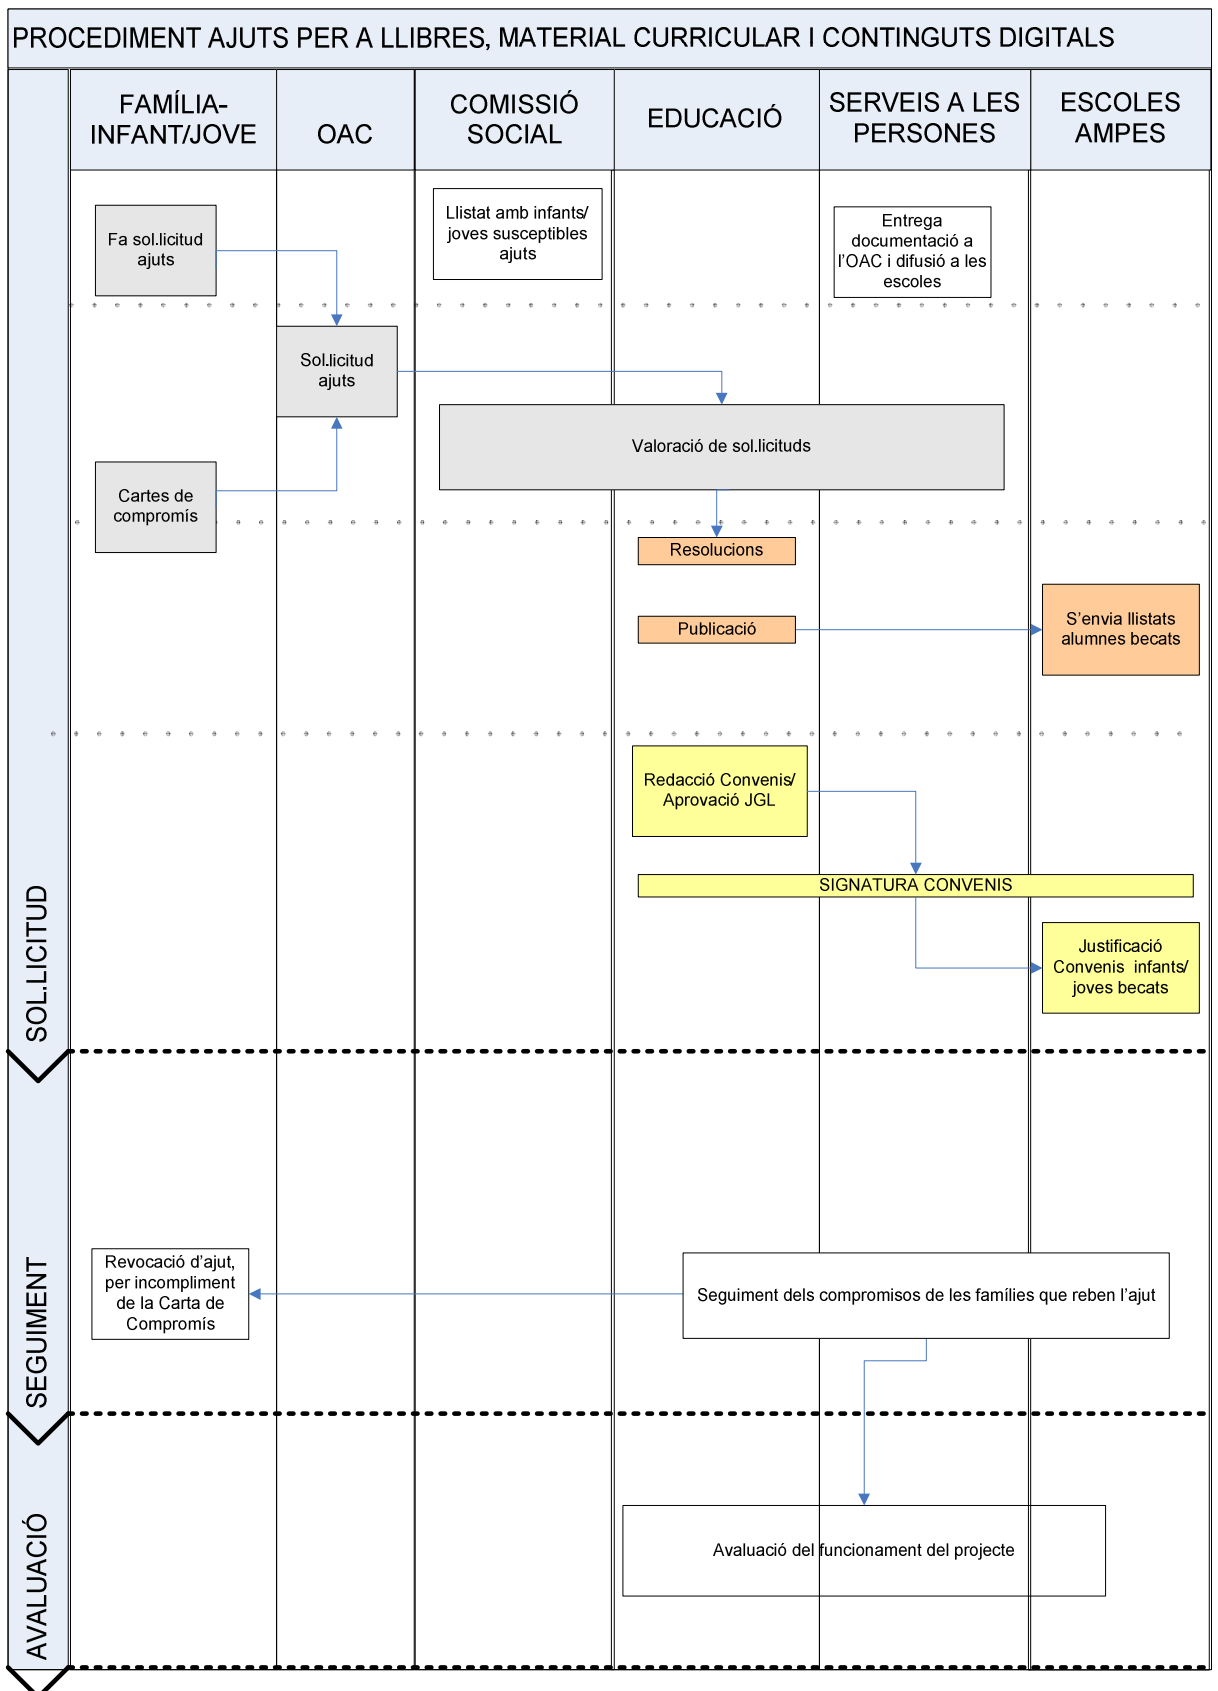 PROCEDIMENT AJUTS PER A LLIBRES, MATERIAL CURRICULAR I CONTINGUTS DIGITALS
FAMÍLIA-
INFANT/JOVE
OAC
COMISSIÓ
SOCIAL
EDUCACIÓ
SERVEIS A LES
PERSONES
ESCOLES
AMPES
Fa sol.licitud
ajuts
Llistat amb infants/
joves susceptibles
ajuts
Entrega
documentació a
l'OAC i difusió a les
escoles
Sol.licitud
ajuts
Valoració de sol.licituds
Cartes de
compromís
Resolucions
Publicació
S'envia llistats
alumnes becats
Redacció Convenis/
Aprovació JGL
SIGNATURA CONVENIS
Justificació
Convenis infants/
joves becats
SOL.LICITUD
Revocació d'ajut,
per incompliment
de la Carta de
Compromís
Seguiment dels compromisos de les famílies que reben l'ajut
SEGUIMENT
Avaluació del funcionament del projecte
AVALUACIÓ